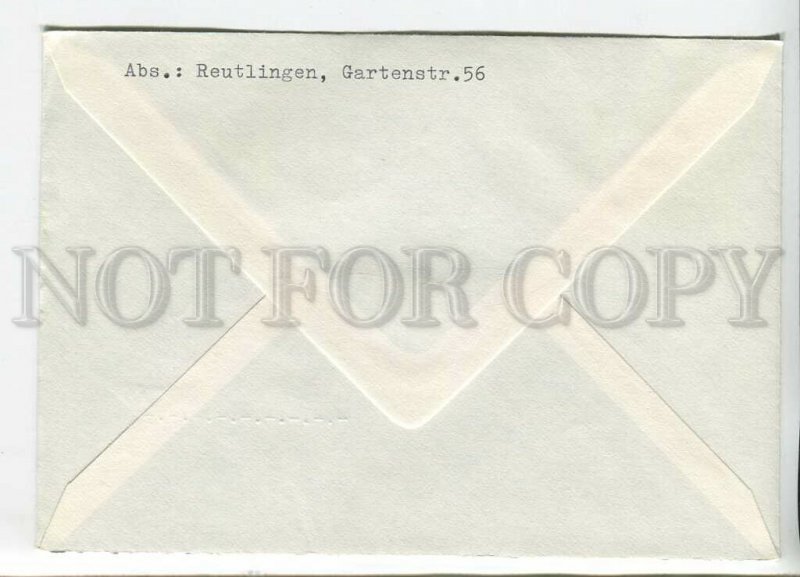 Abs.: Reutlingen, Gartenstr.56
NOT FOR COPY